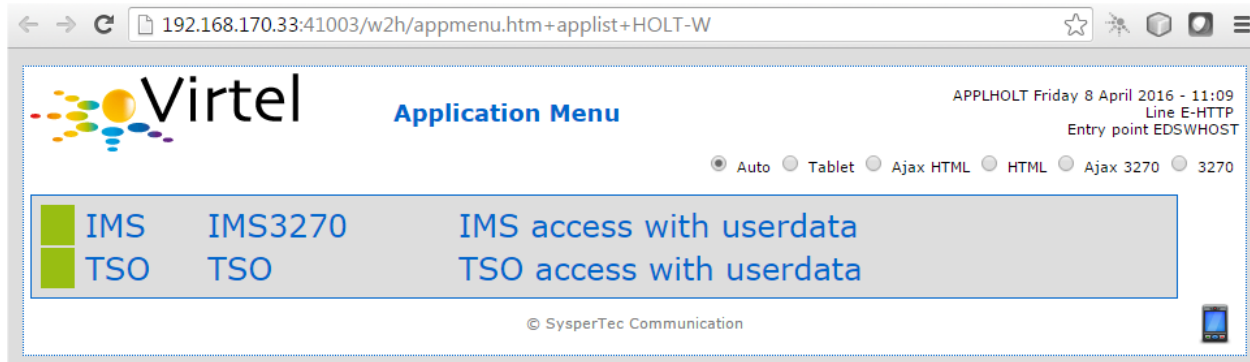 192.168.170.33:41003/w2h/appmenu.htm+applist+HOLT-W
Virtel
Application Menu
APPLHOLT Friday 8 April 2016 - 11:09
Line E-HTTP
Entry point EDSWHOST
Auto Tablet Ajax HTML HTML Ajax 3270 3270
IMS IMS3270 IMS access with userdata
TSO TSO TSO access with userdata
© SysperTec Communication